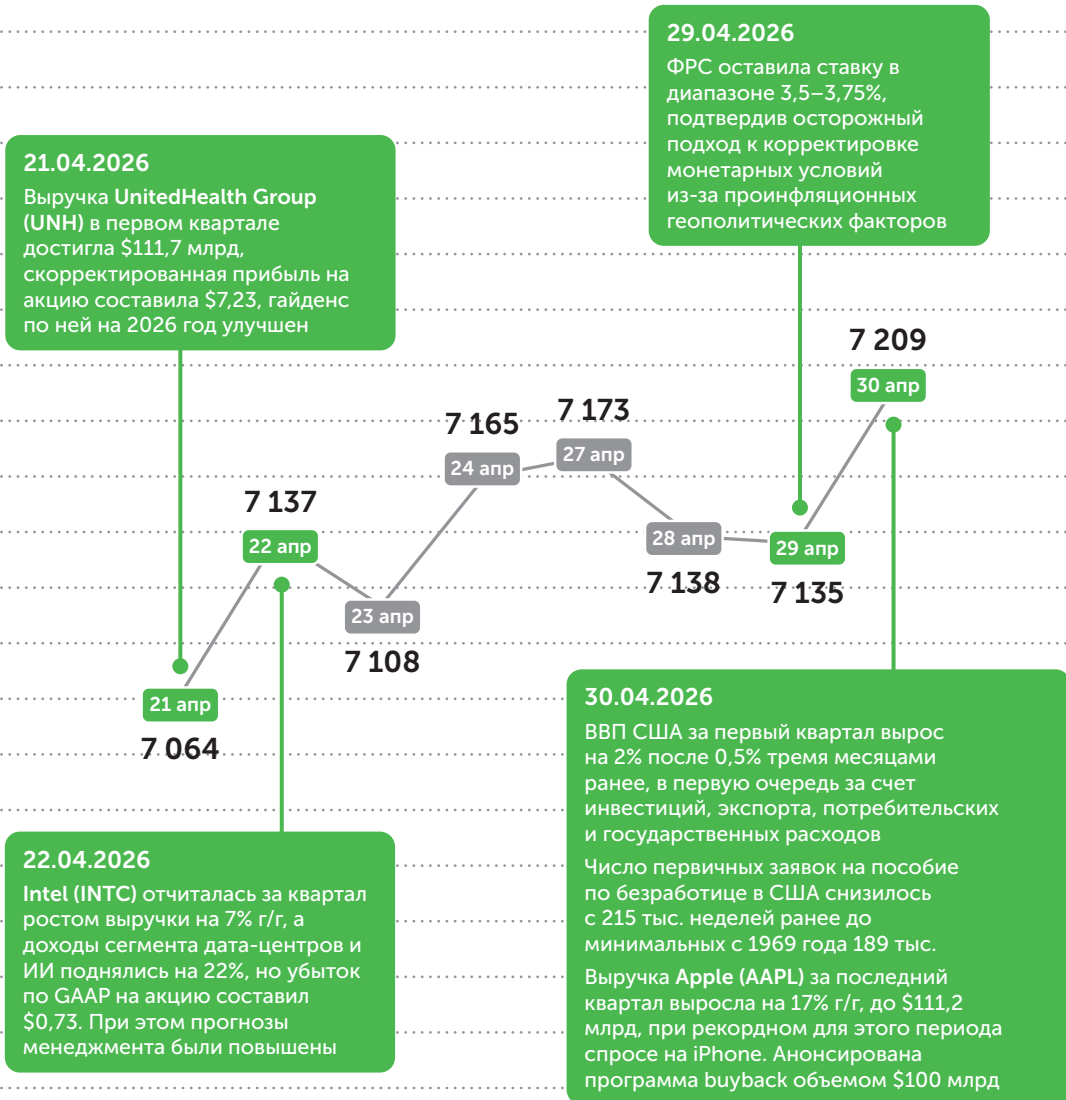 29.04.2026
ФРС оставила ставку в
диапазоне 3,5–3,75%,
подтвердив осторожный
подход к корректировке
монетарных условий
из-за проинфляционных
геополитических факторов
21.04.2026
Выручка UnitedHealth Group
(UNH) в первом квартале
достигла $111,7 млрд,
скорректированная прибыль на
акцию составила $7,23, гайденс
по ней на 2026 год улучшен
7 209
30 апр
7 165
7 173
24 апр
27 апр
7 137
22 апр
28 апр
29 апр
7 138
7 135
23 апр
7 108
21 апр
7 064
30.04.2026
ВВП США за первый квартал вырос
на 2% после 0,5% тремя месяцами
ранее, в первую очередь за счет
инвестиций, экспорта, потребительских
и государственных расходов
Число первичных заявок на пособие
по безработице в США снизилось
с 215 тыс. неделей ранее до
минимальных с 1969 года 189 тыс.
Выручка Apple (AAPL) за последний
квартал выросла на 17% г/г, до $111,2
млрд, при рекордном для этого периода
спросе на iPhone. Анонсирована
программа buyback объемом $100 млрд
22.04.2026
Intel (INTC) отчиталась за квартал
ростом выручки на 7% г/г, а
доходы сегмента дата-центров и
ИИ поднялись на 22%, но убыток
по GAAP на акцию составил
$0,73. При этом прогнозы
менеджмента были повышены